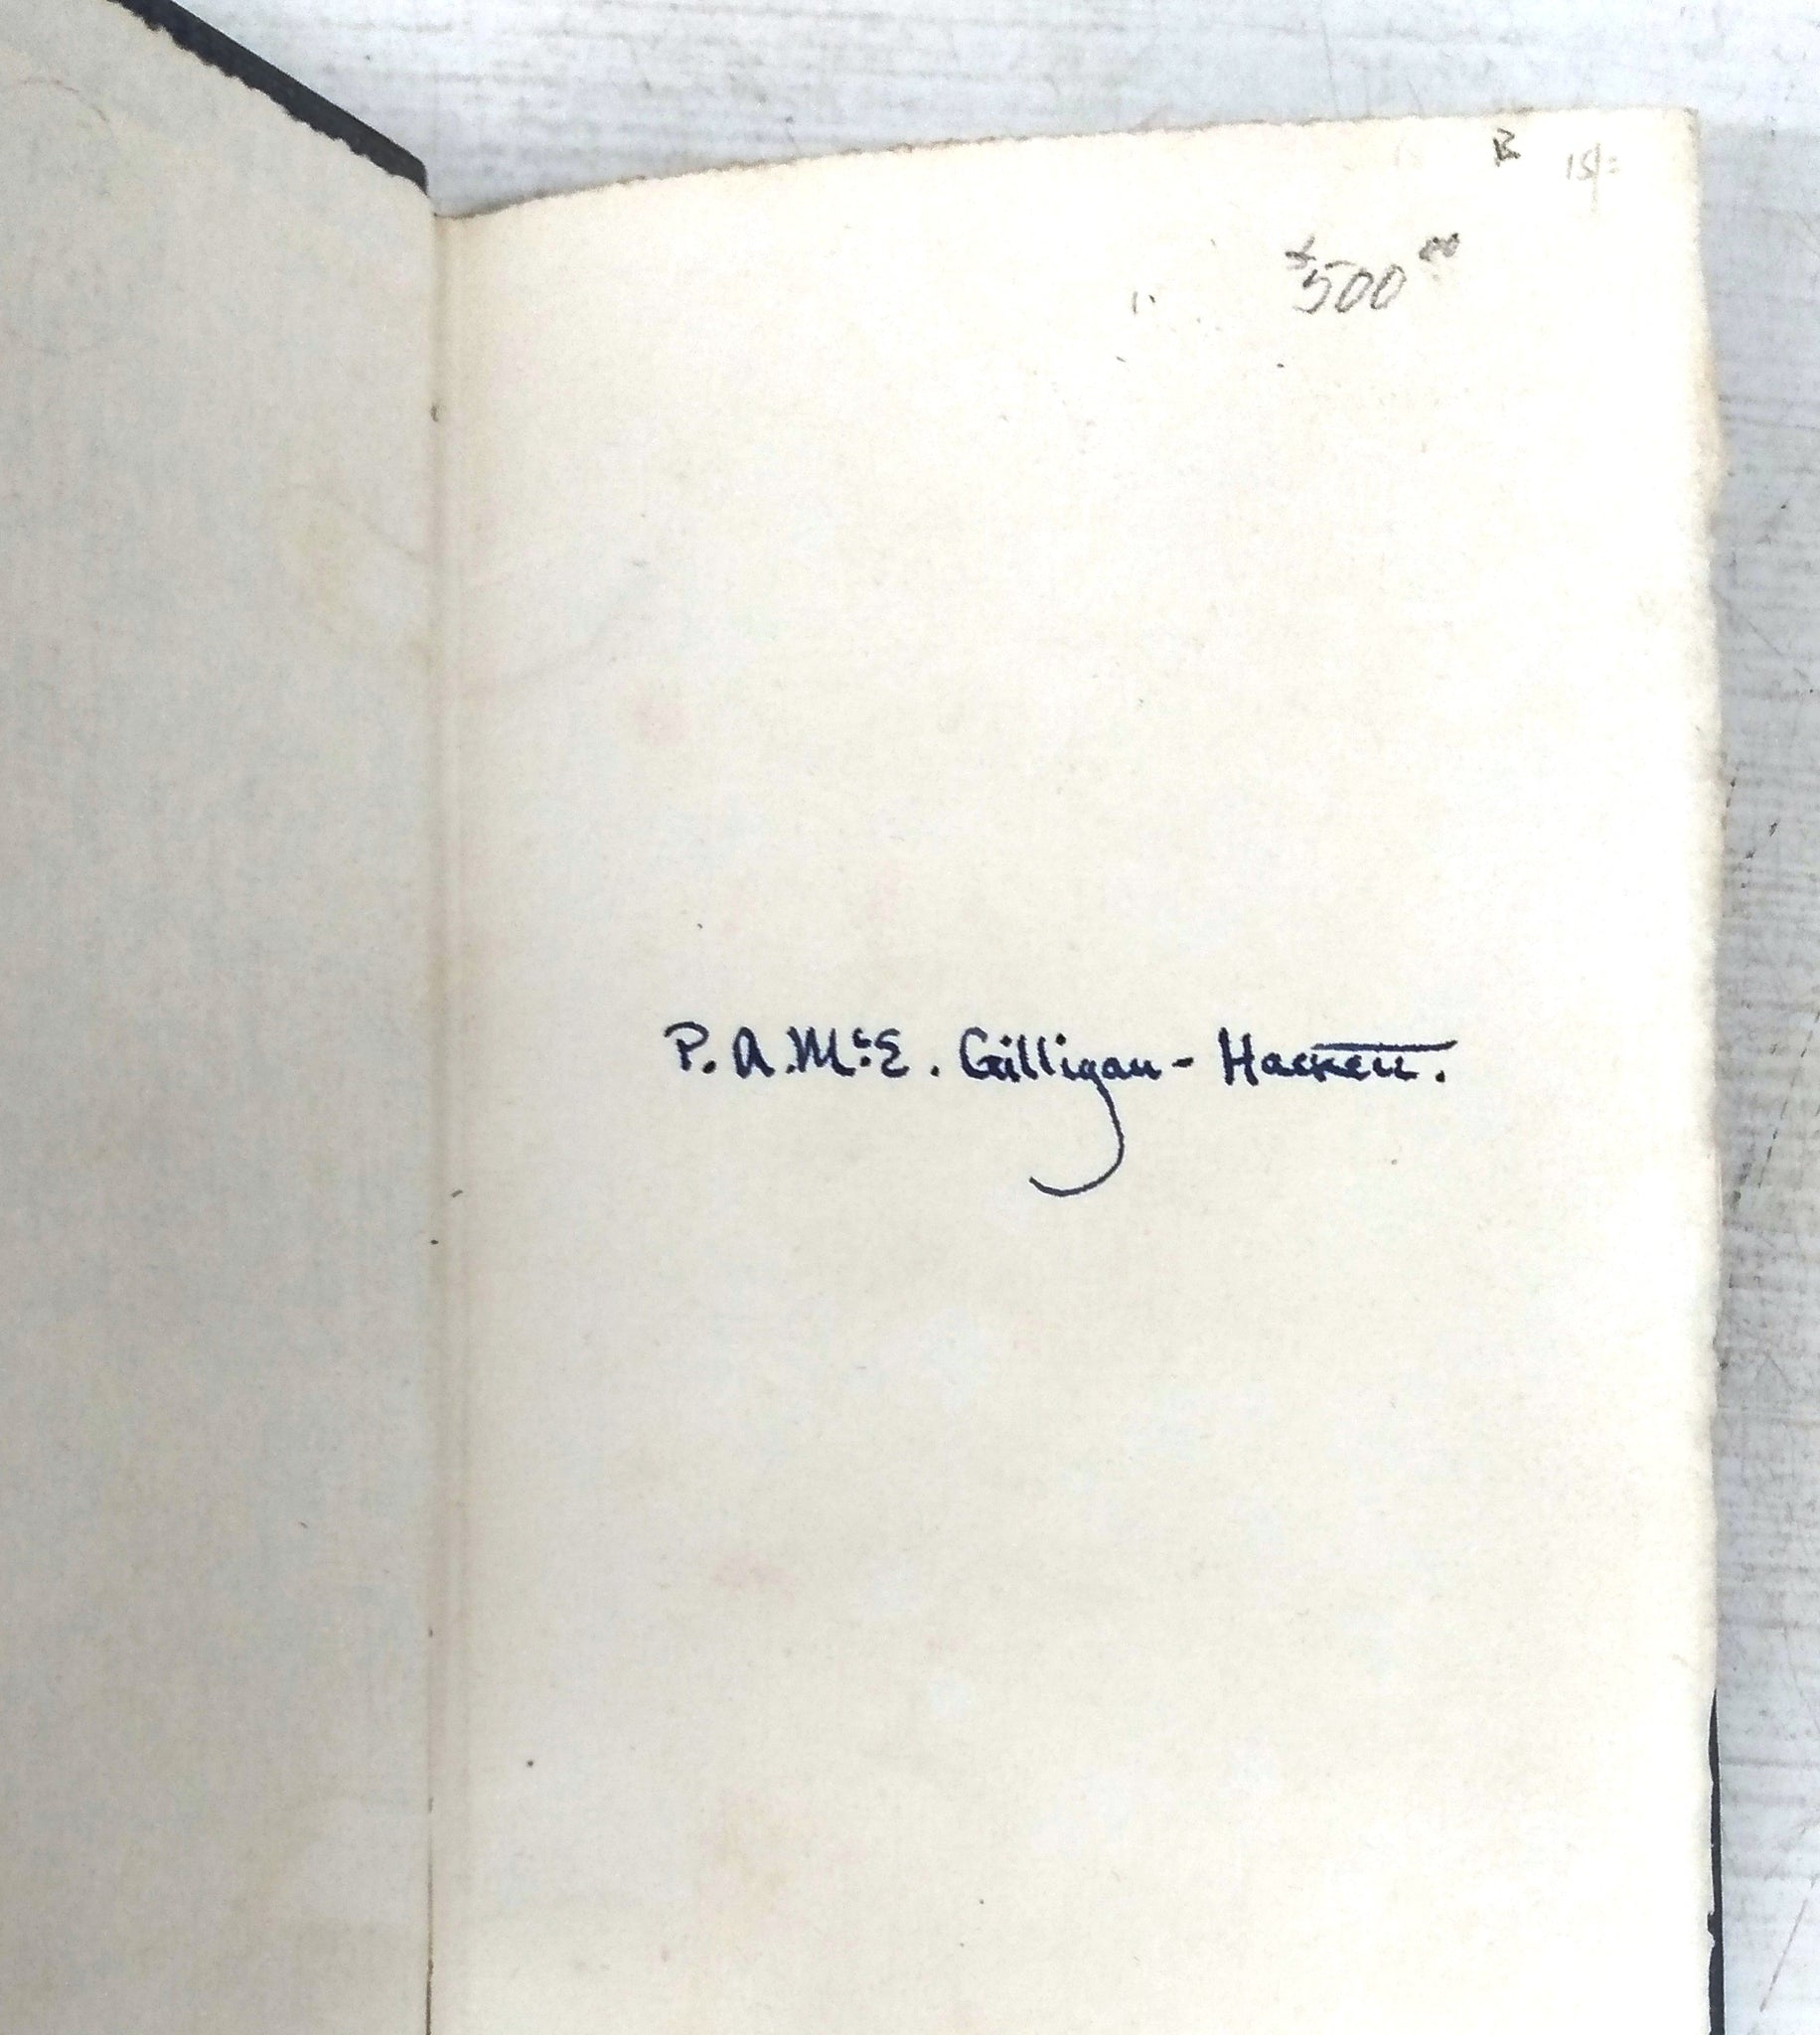 B 15/=
$500.00
P. A. McE. Gilligan - Hackett.